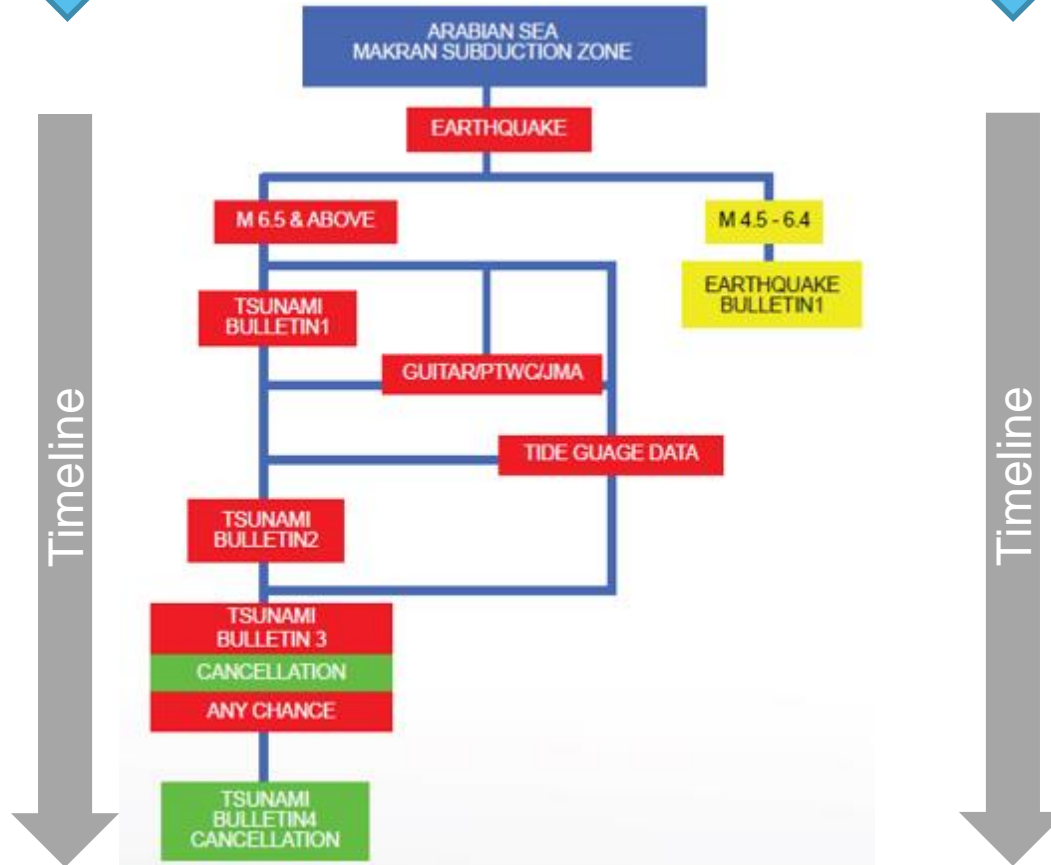 ARABIAN SEA
MAKRAN SUBDUCTION ZONE
EARTHQUAKE
M 6.5 & ABOVE
M 4.5 - 6.4
TSUNAMI
BULLETIN1
EARTHQUAKE
BULLETIN1
GUITAR/PTWC/JMA
TIDE GUAGE DATA
TSUNAMI
BULLETIN2
TSUNAMI
BULLETIN 3
CANCELLATION
ANY CHANCE
TSUNAMI
BULLETIN4
CANCELLATION
Timeline
Timeline